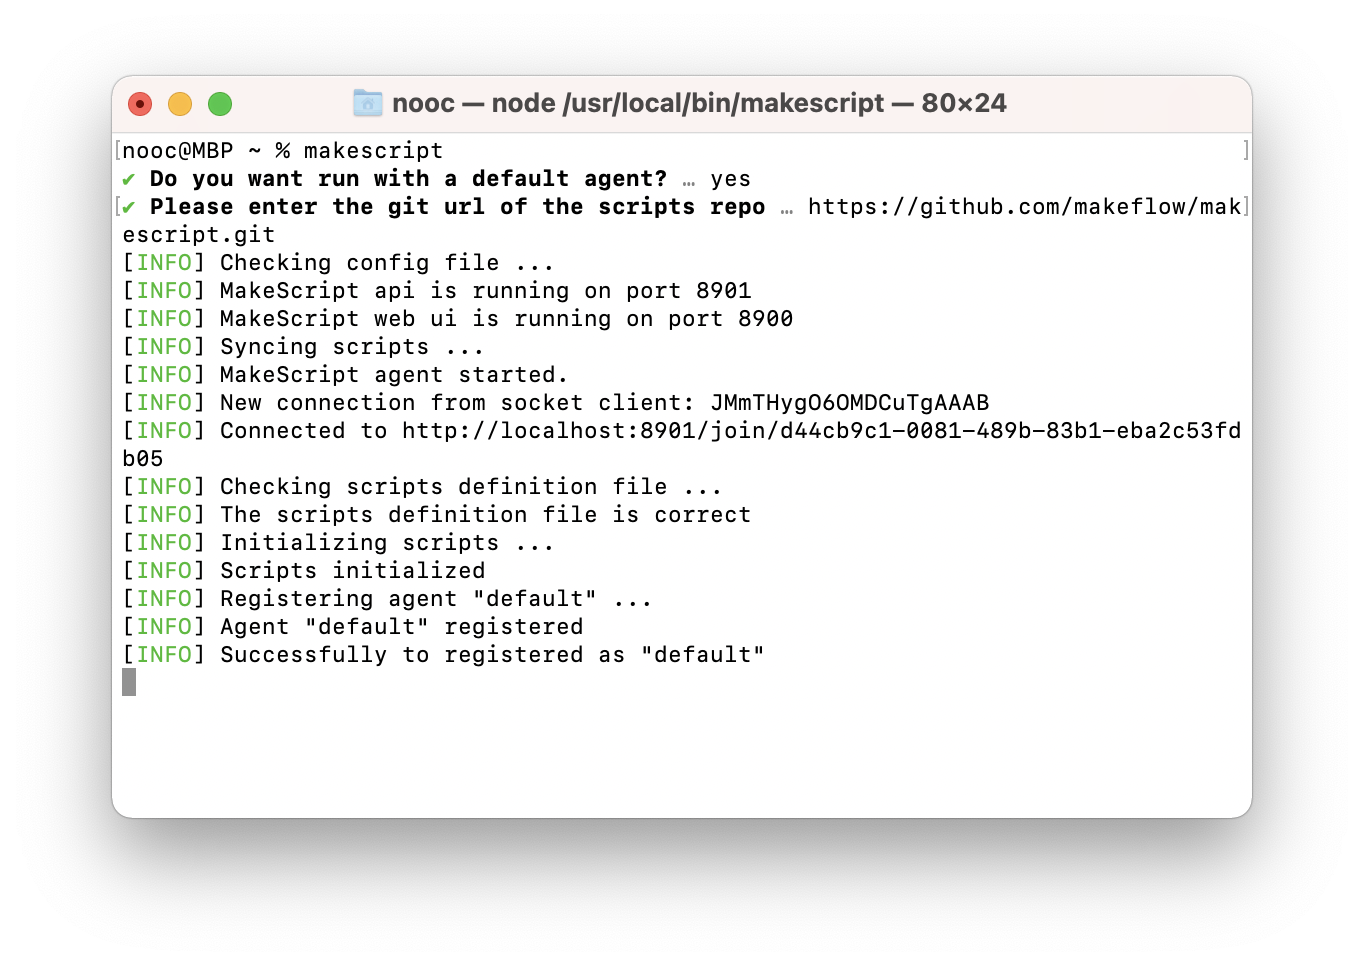 nooc — node /usr/local/bin/makescript — 80×24
[nooc@MBP ~ % makescript ]
✔ Do you want run with a default agent? … yes
[✔ Please enter the git url of the scripts repo … https://github.com/makeflow/mak]
escript.git
[INFO] Checking config file ...
[INFO] MakeScript api is running on port 8901
[INFO] MakeScript web ui is running on port 8900
[INFO] Syncing scripts ...
[INFO] MakeScript agent started.
[INFO] New connection from socket client: JMmTHygO6OMDCuTgAAAB
[INFO] Connected to http://localhost:8901/join/d44cb9c1-0081-489b-83b1-eba2c53fd
b05
[INFO] Checking scripts definition file ...
[INFO] The scripts definition file is correct
[INFO] Initializing scripts ...
[INFO] Scripts initialized
[INFO] Registering agent "default" ...
[INFO] Agent "default" registered
[INFO] Successfully to registered as "default"